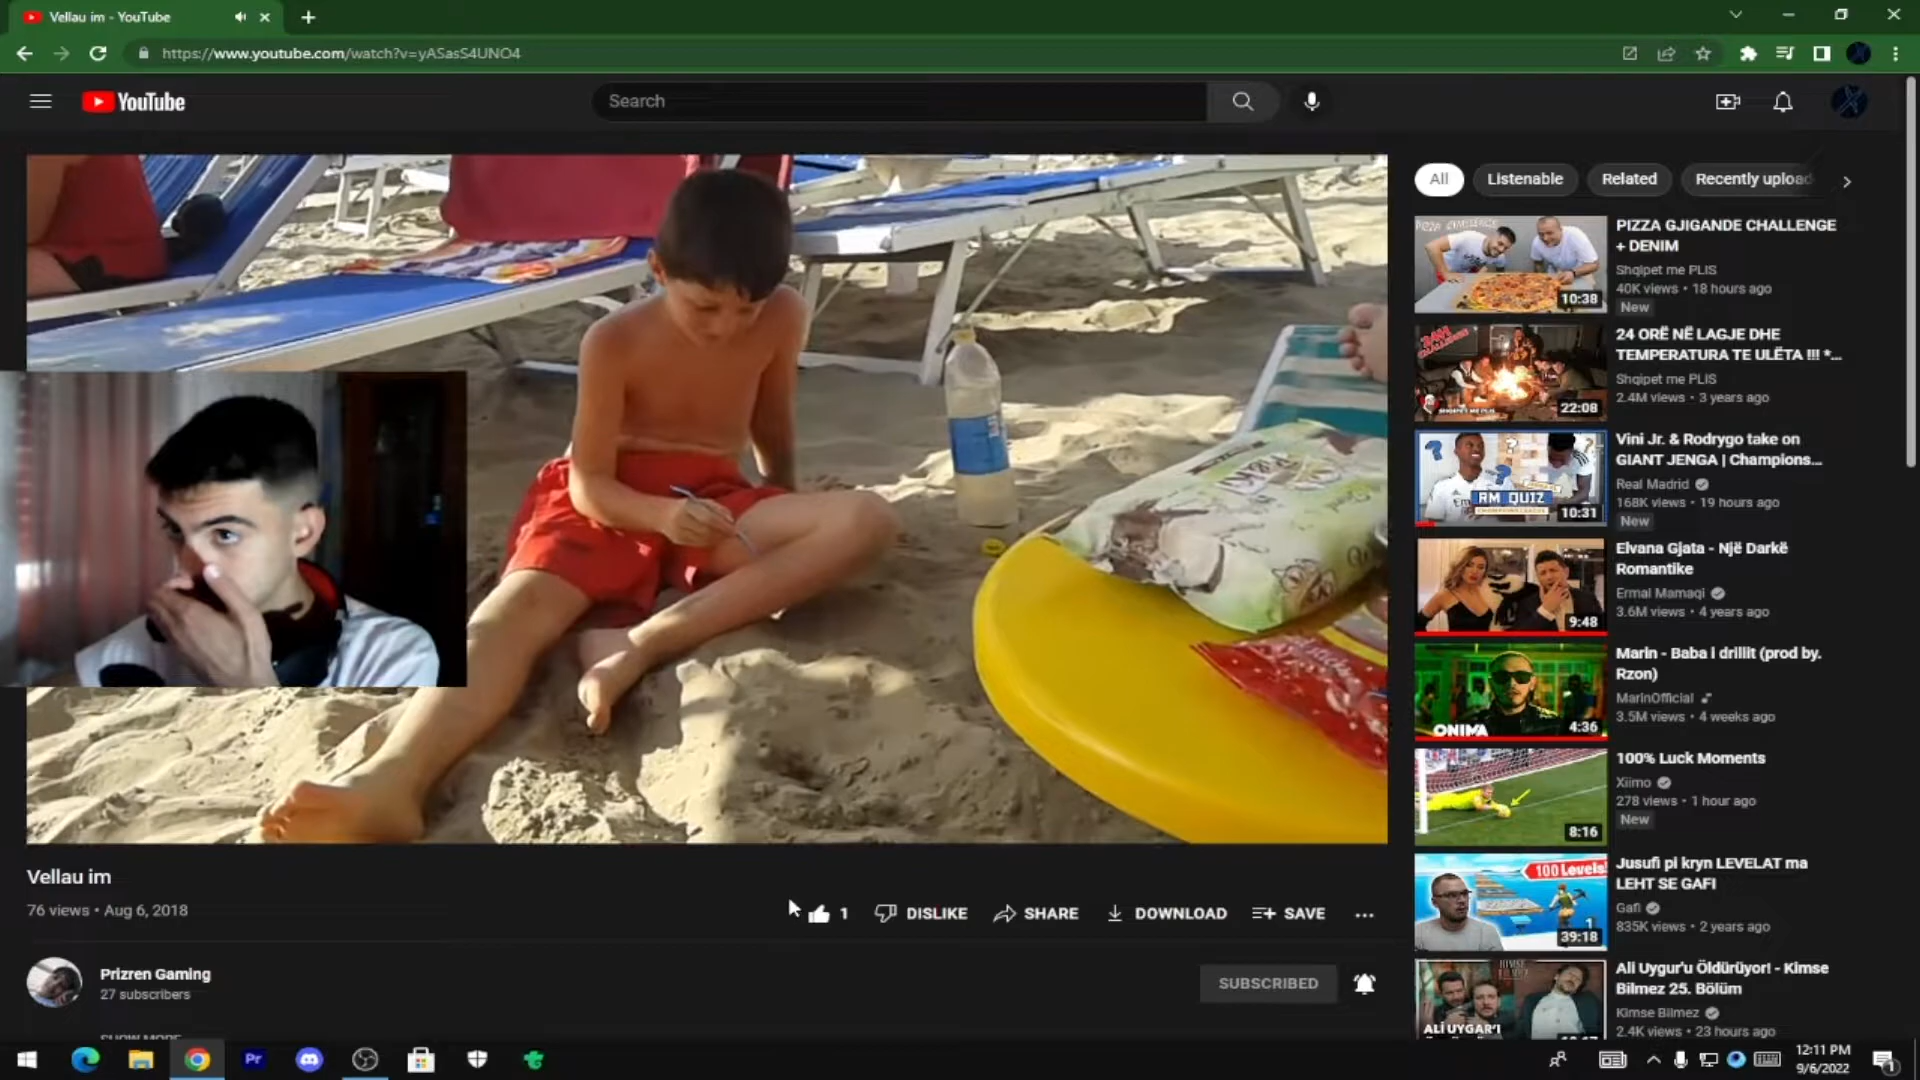 Vellau im - YouTube
https://www.youtube.com/watch?v=yASasS4UNO4
YouTube
Search
All
Listenable
Related
Recently upload
PIZZA GJIGANDE CHALLENGE
+ DENIM
Shqipet me PLIS
40K views • 18 hours ago
New
10:38
24 ORË NË LAGJE DHE
TEMPERATURA TE ULËTA !!! *...
Shqipet me PLIS
2.4M views • 3 years ago
22:08
Vini Jr. & Rodrygo take on
GIANT JENGA | Champions...
Real Madrid
168K views • 19 hours ago
New
RM QUIZ
10:31
Elvana Gjata - Një Darkë
Romantike
Ermal Mamaqi
3.6M views • 4 years ago
9:48
Marin - Baba i drillit (prod by.
Rzon)
MarinOfficial
3.5M views • 4 weeks ago
ONIMA
4:36
100% Luck Moments
Xiimo
278 views • 1 hour ago
New
8:16
Jusufi pi kryn LEVELAT ma
LEHT SE GAFI
Gafi
835K views • 2 years ago
100 Levels!
39:18
Ali Uygur'u Öldürüyor! - Kimse
Bilmez 25. Bölüm
Kimse Bilmez
2.4K views • 23 hours ago
ALİ UYGAR'I
Vellau im
76 views • Aug 6, 2018
1
DISLIKE
SHARE
DOWNLOAD
SAVE
Prizren Gaming
27 subscribers
SUBSCRIBED
SHOW MORE
Pr
12:11 PM
9/6/2022
1